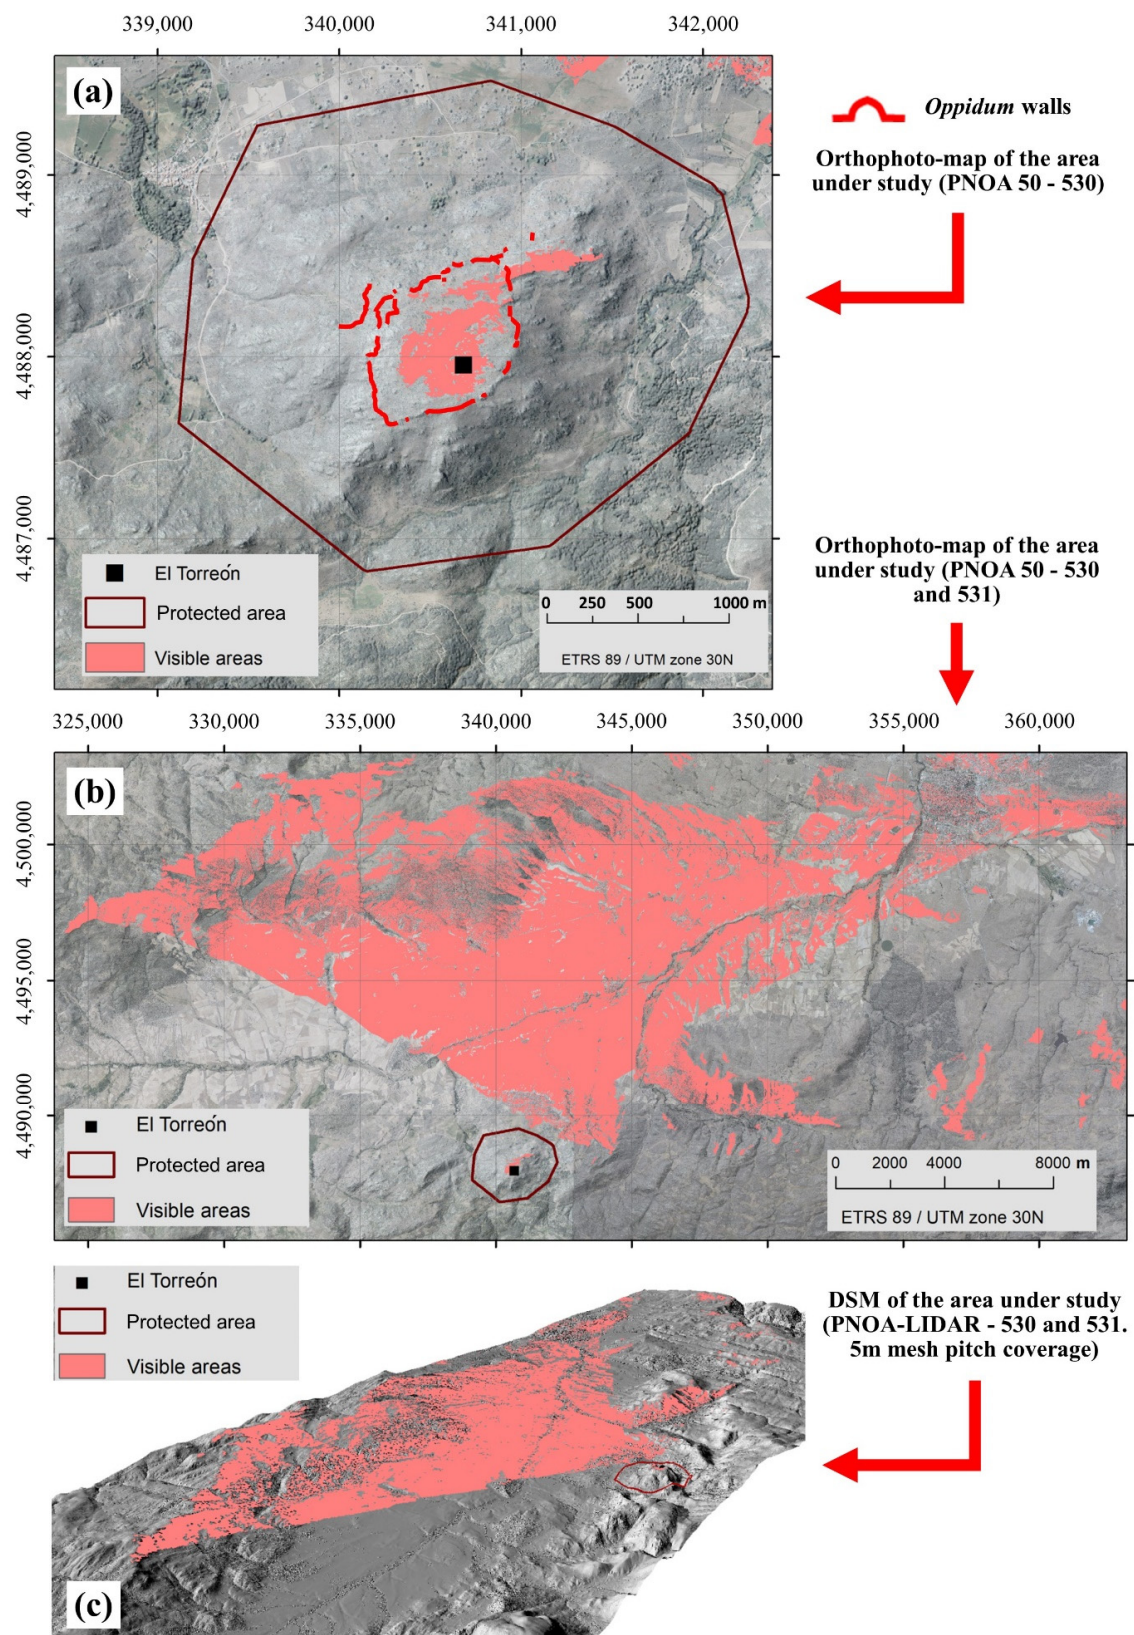 339,000 340,000 341,000 342,000
(a)
4,489,000
4,488,000
4,487,000
El Torreón
Protected area
Visible areas
0 250 500 1000 m
ETRS 89 / UTM zone 30N
Oppidum walls
Orthophoto-map of the area
under study (PNOA 50 - 530)
Orthophoto-map of the area
under study (PNOA 50 - 530
and 531)
325,000 330,000 335,000 340,000 345,000 350,000 355,000 360,000
(b)
4,500,000
4,495,000
4,490,000
El Torreón
Protected area
Visible areas
0 2000 4000 8000 m
ETRS 89 / UTM zone 30N
El Torreón
Protected area
Visible areas
DSM of the area under study
(PNOA-LIDAR - 530 and 531.
5m mesh pitch coverage)
(c)